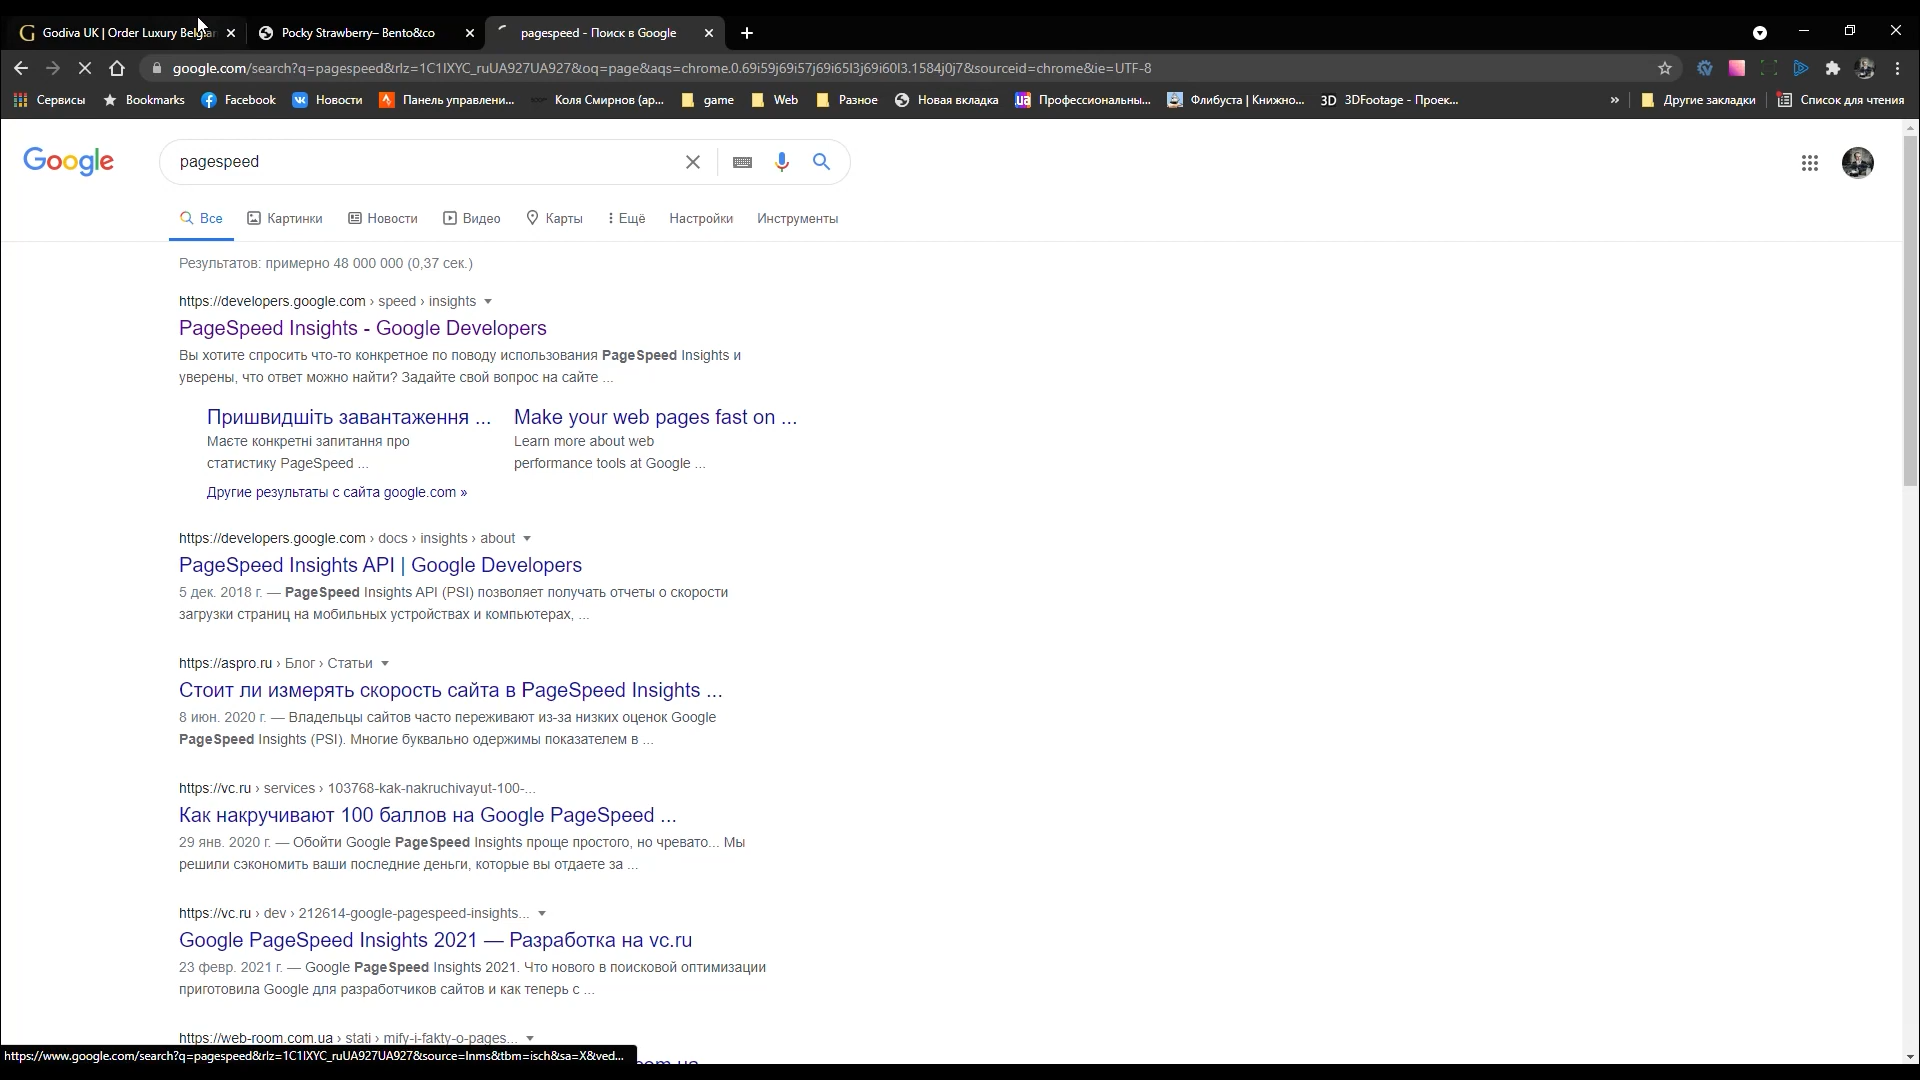 Godiva UK | Order Luxury Belgian
Pocky Strawberry– Bento&co
pagespeed - Поиск в Google
google.com/search?q=pagespeed&rlz=1C1IXYC_ruUA927UA927&oq=page&aqs=chrome.0.69i59j69i57j69i65l3j69i60l3.1584j0j7&sourceid=chrome&ie=UTF-8
Сервисы
Bookmarks
Facebook
Новости
Панель управлени...
Коля Смирнов (ар...
game
Web
Разное
Новая вкладка
Профессиональны...
Флибуста | Книжно...
3DFootage - Проек...
»
Другие закладки
Список для чтения
Google
pagespeed
Все
Картинки
Новости
Видео
Карты
Ещё
Настройки
Инструменты
Результатов: примерно 48 000 000 (0,37 сек.)
https://developers.google.com › speed › insights
PageSpeed Insights - Google Developers
Вы хотите спросить что-то конкретное по поводу использования PageSpeed Insights и
уверены, что ответ можно найти? Задайте свой вопрос на сайте ...
Пришвидшіть завантаження ...
Маєте конкретні запитання про
статистику PageSpeed ...
Make your web pages fast on ...
Learn more about web
performance tools at Google ...
Другие результаты с сайта google.com »
https://developers.google.com › docs › insights › about
PageSpeed Insights API | Google Developers
5 дек. 2018 г. — PageSpeed Insights API (PSI) позволяет получать отчеты о скорости
загрузки страниц на мобильных устройствах и компьютерах, ...
https://aspro.ru › Блог › Статьи
Стоит ли измерять скорость сайта в PageSpeed Insights ...
8 июн. 2020 г. — Владельцы сайтов часто переживают из-за низких оценок Google
PageSpeed Insights (PSI). Многие буквально одержимы показателем в ...
https://vc.ru › services › 103768-kak-nakruchivayut-100-...
Как накручивают 100 баллов на Google PageSpeed ...
29 янв. 2020 г. — Обойти Google PageSpeed Insights проще простого, но чревато... Мы
решили сэкономить ваши последние деньги, которые вы отдаете за ...
https://vc.ru › dev › 212614-google-pagespeed-insights...
Google PageSpeed Insights 2021 — Разработка на vc.ru
23 февр. 2021 г. — Google PageSpeed Insights 2021. Что нового в поисковой оптимизации
приготовила Google для разработчиков сайтов и как теперь с ...
https://web-room.com.ua › stati › mify-i-fakty-o-pages...
https://www.google.com/search?q=pagespeed&rlz=1C1IXYC_ruUA927UA927&source=lnms&tbm=isch&sa=X&ved...